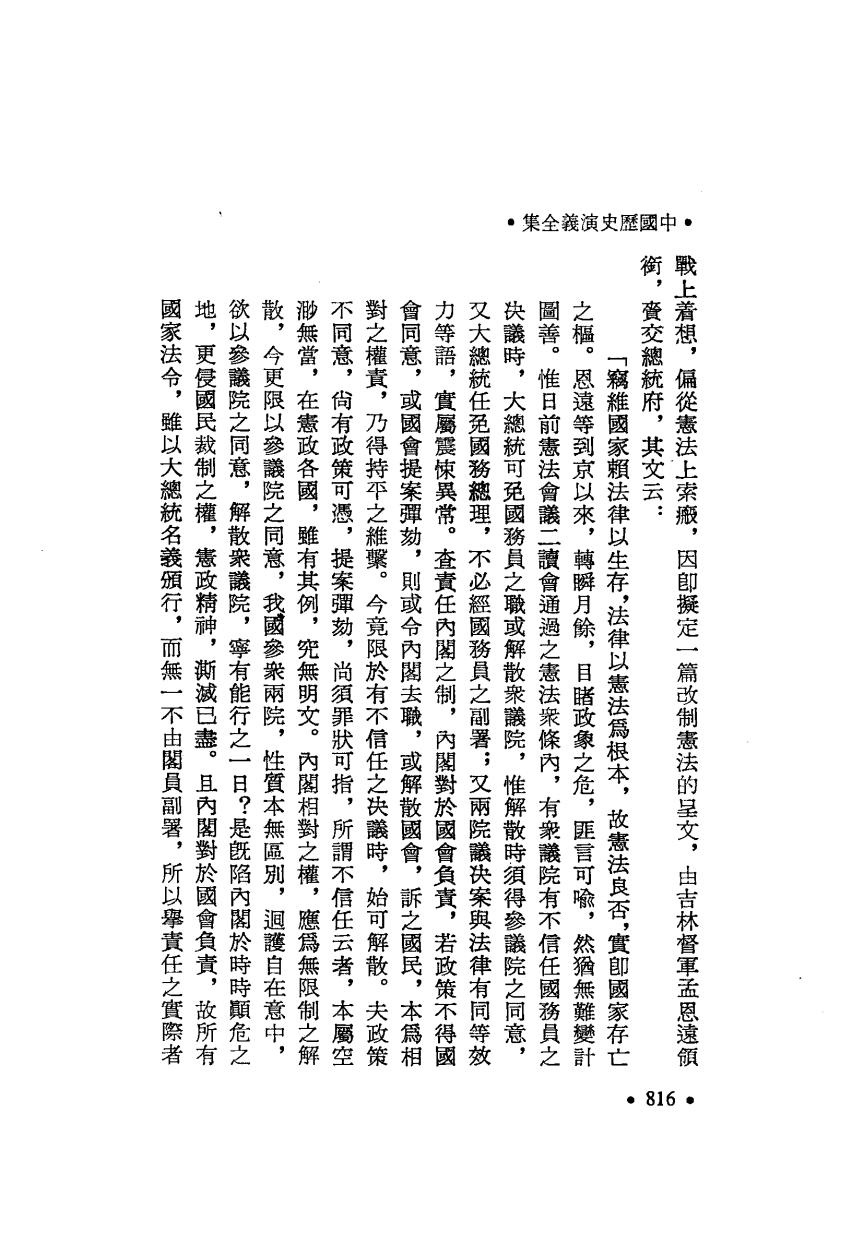 •中國歷史演義全集•
戰上着想，偏從憲法上索瘢，因卽擬定一篇改制憲法的呈文，由吉林督軍孟恩遠領
銜，賫交總統府，其文云：
「竊維國家賴法律以生存，法律以憲法爲根本，故憲法良否，實卽國家存亡
之樞。恩遠等到京以來，轉瞬月餘，目睹政象之危，匪言可喩，然猶無難變計
圖善。惟日前憲法會議二讀會通過之憲法衆條內，有衆議院有不信任國務員之
決議時，大總統可免國務員之職或解散衆議院，惟解散時須得參議院之同意，
又大總統任免國務總理，不必經國務員之副署；又兩院議決案與法律有同等效
力等語，實屬震悚異常。查責任內閣之制，內閣對於國會負責，若政策不得國
會同意，或國會提案彈劾，則或令內閣去職，或解散國會，訴之國民，本爲相
對之權責，乃得持平之維繫。今竟限於有不信任之決議時，始可解散。夫政策
不同意，尙有政策可憑，提案彈劾，尙須罪狀可指，所謂不信任云者，本屬空
渺無當，在憲政各國，雖有其例，究無明文。內閣相對之權，應爲無限制之解
散，今更限以參議院之同意，我國參衆兩院，性質本無區別，迴護自在意中，
欲以參議院之同意，解散衆議院，寧有能行之一日？是旣陷內閣於時時顚危之
地，更侵國民裁制之權，憲政精神，澌滅已盡。且內閣對於國會負責，故所有
國家法令，雖以大總統名義頒行，而無一不由閣員副署，所以舉責任之實際者
•816•